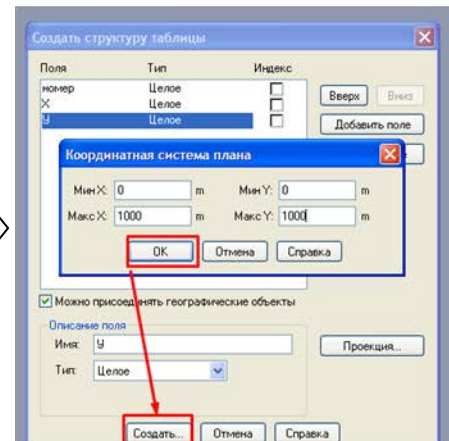 Создать структуру таблицы
Поля Тип Индекс
номер Целое
X Целое
У Целое
Вверх Вниз
Добавить поле
Координатная система плана
Мин X: 0 m Мин Y: 0 m
Макс X: 1000 m Макс Y: 1000 m
OK Отмена Справка
Можно присоединять географические объекты
Описание поля
Имя: У
Проекция...
Тип: Целое
Создать... Отмена Справка